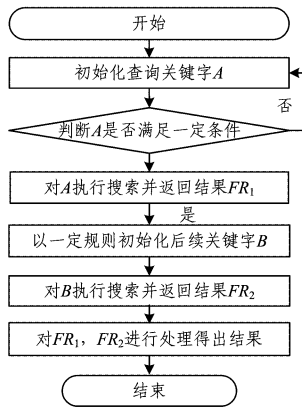 开始
初始化查询关键字A
否
判断A是否满足一定条件
对A执行搜索并返回结果FR₁
是
以一定规则初始化后续关键字B
对B执行搜索并返回结果FR₂
对FR₁，FR₂进行处理得出结果
结束